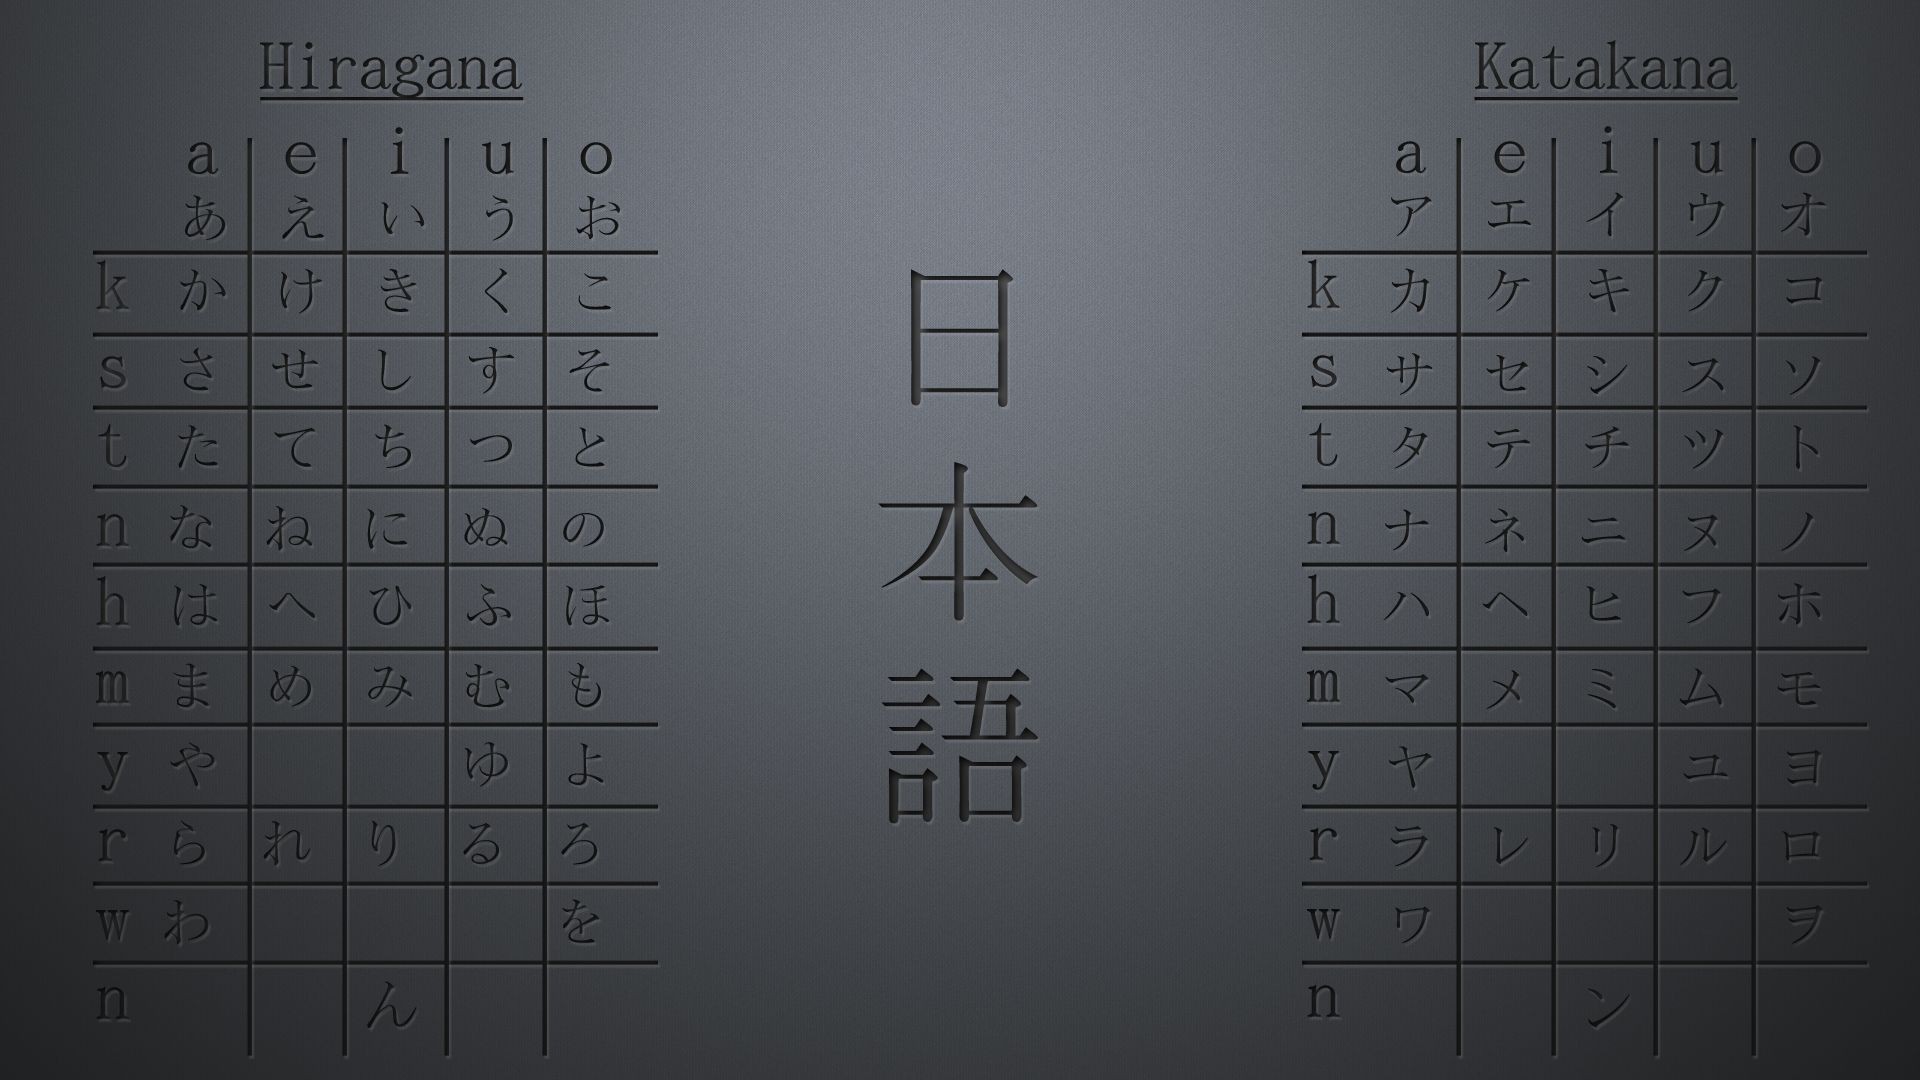 Hiragana
a e i u o
あ え い う お
k か け き く こ
s さ せ し す そ
t た て ち つ と
n な ね に ぬ の
h は へ ひ ふ ほ
m ま め み む も
y や ゆ よ
r ら れ り る ろ
w わ を
n ん
日
本
語
Katakana
a e i u o
ア エ イ ウ オ
k カ ケ キ ク コ
s サ セ シ ス ソ
t タ テ チ ツ ト
n ナ ネ ニ ヌ ノ
h ハ ヘ ヒ フ ホ
m マ メ ミ ム モ
y ヤ ユ ヨ
r ラ レ リ ル ロ
w ワ ヲ
n ン